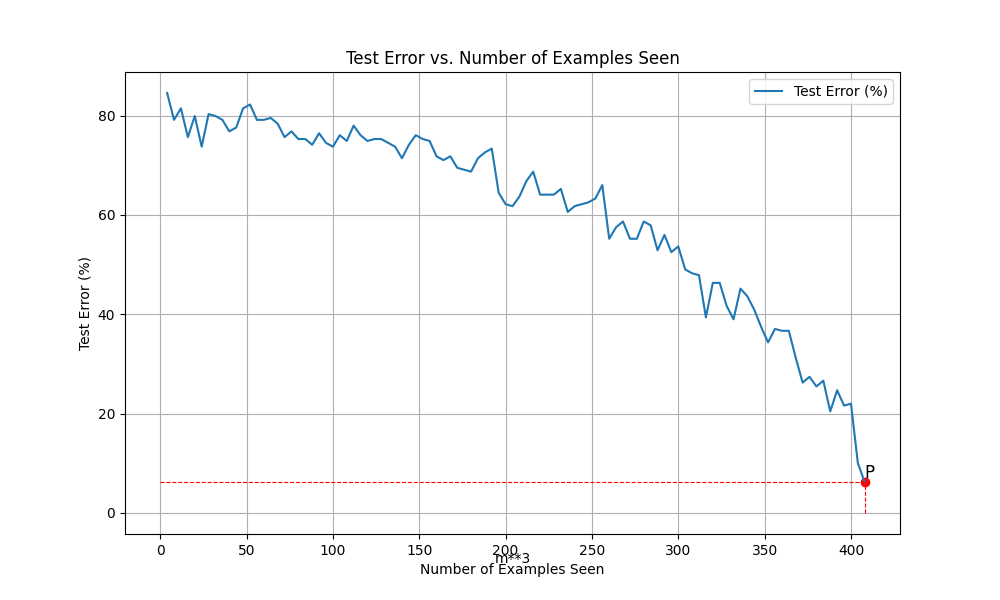 Test Error vs. Number of Examples Seen
Test Error (%)
Test Error (%)
80
60
40
20
0
P
0 50 100 150 200 250 300 350 400
m**3
Number of Examples Seen